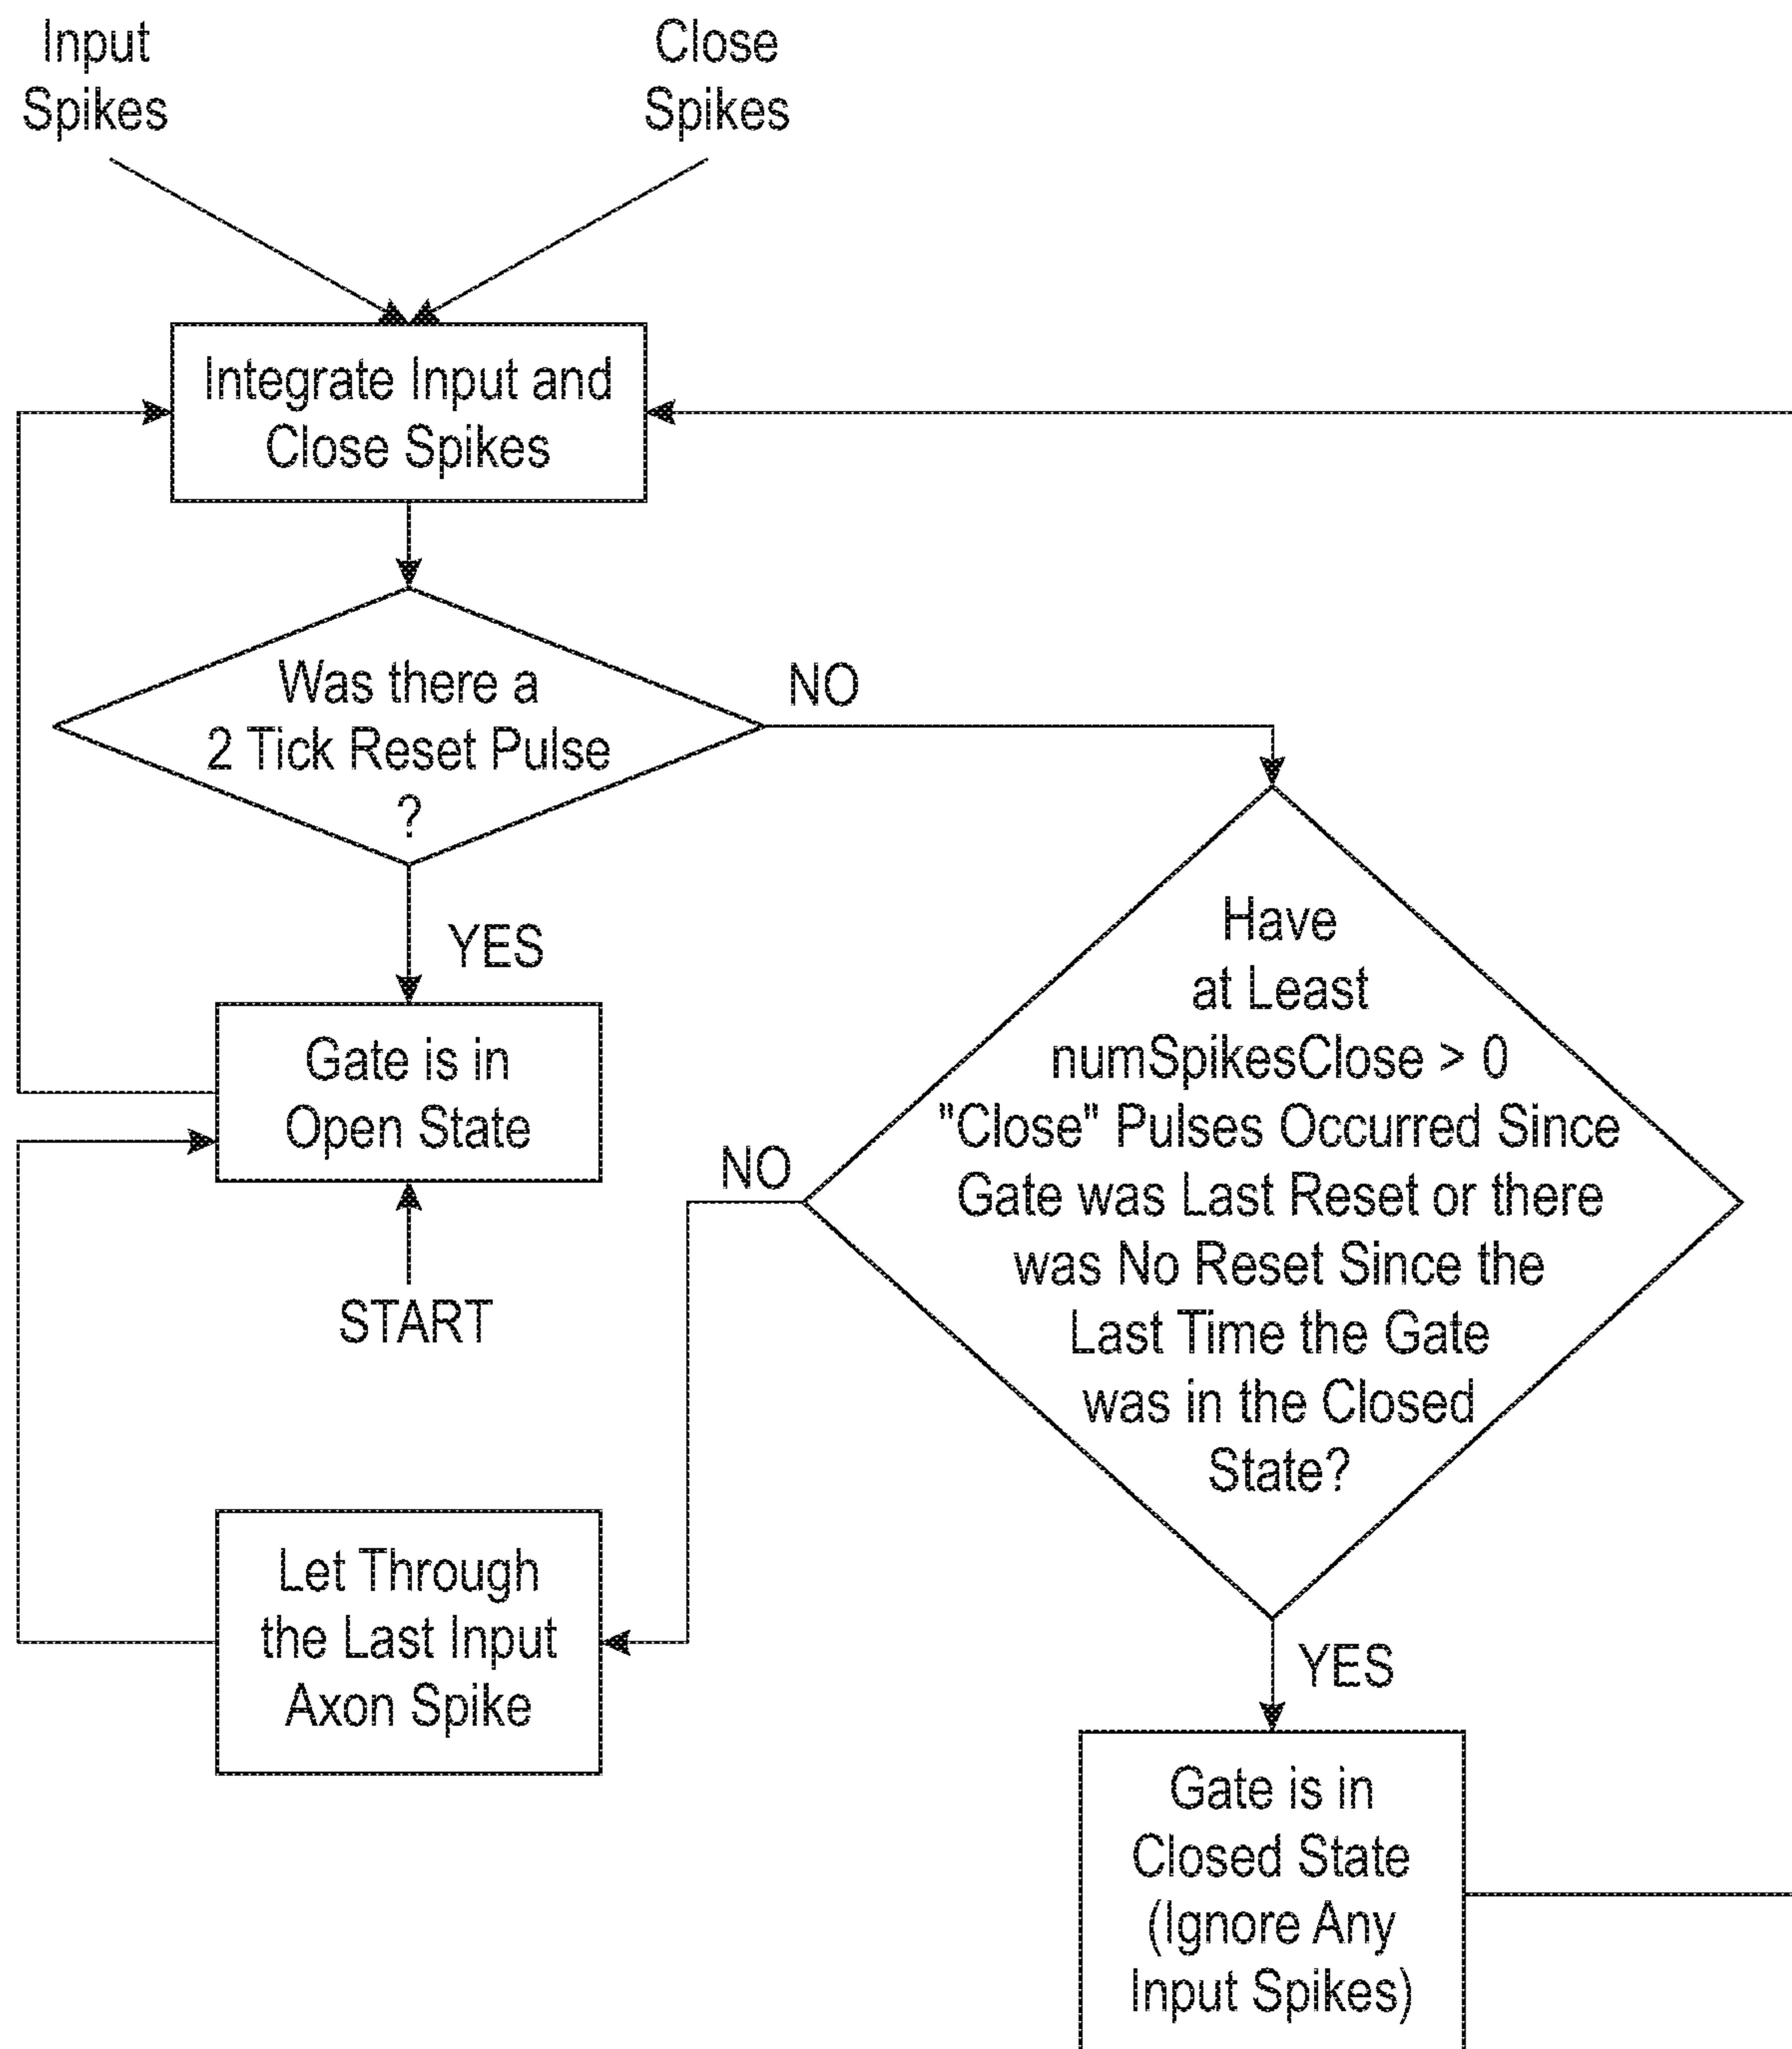 Input
Spikes
Close
Spikes
Integrate Input and
Close Spikes
Was there a
2 Tick Reset Pulse
?
NO
YES
Gate is in
Open State
START
Have
at Least
numSpikesClose > 0
"Close" Pulses Occurred Since
Gate was Last Reset or there
was No Reset Since the
Last Time the Gate
was in the Closed
State?
NO
YES
Let Through
the Last Input
Axon Spike
Gate is in
Closed State
(Ignore Any
Input Spikes)